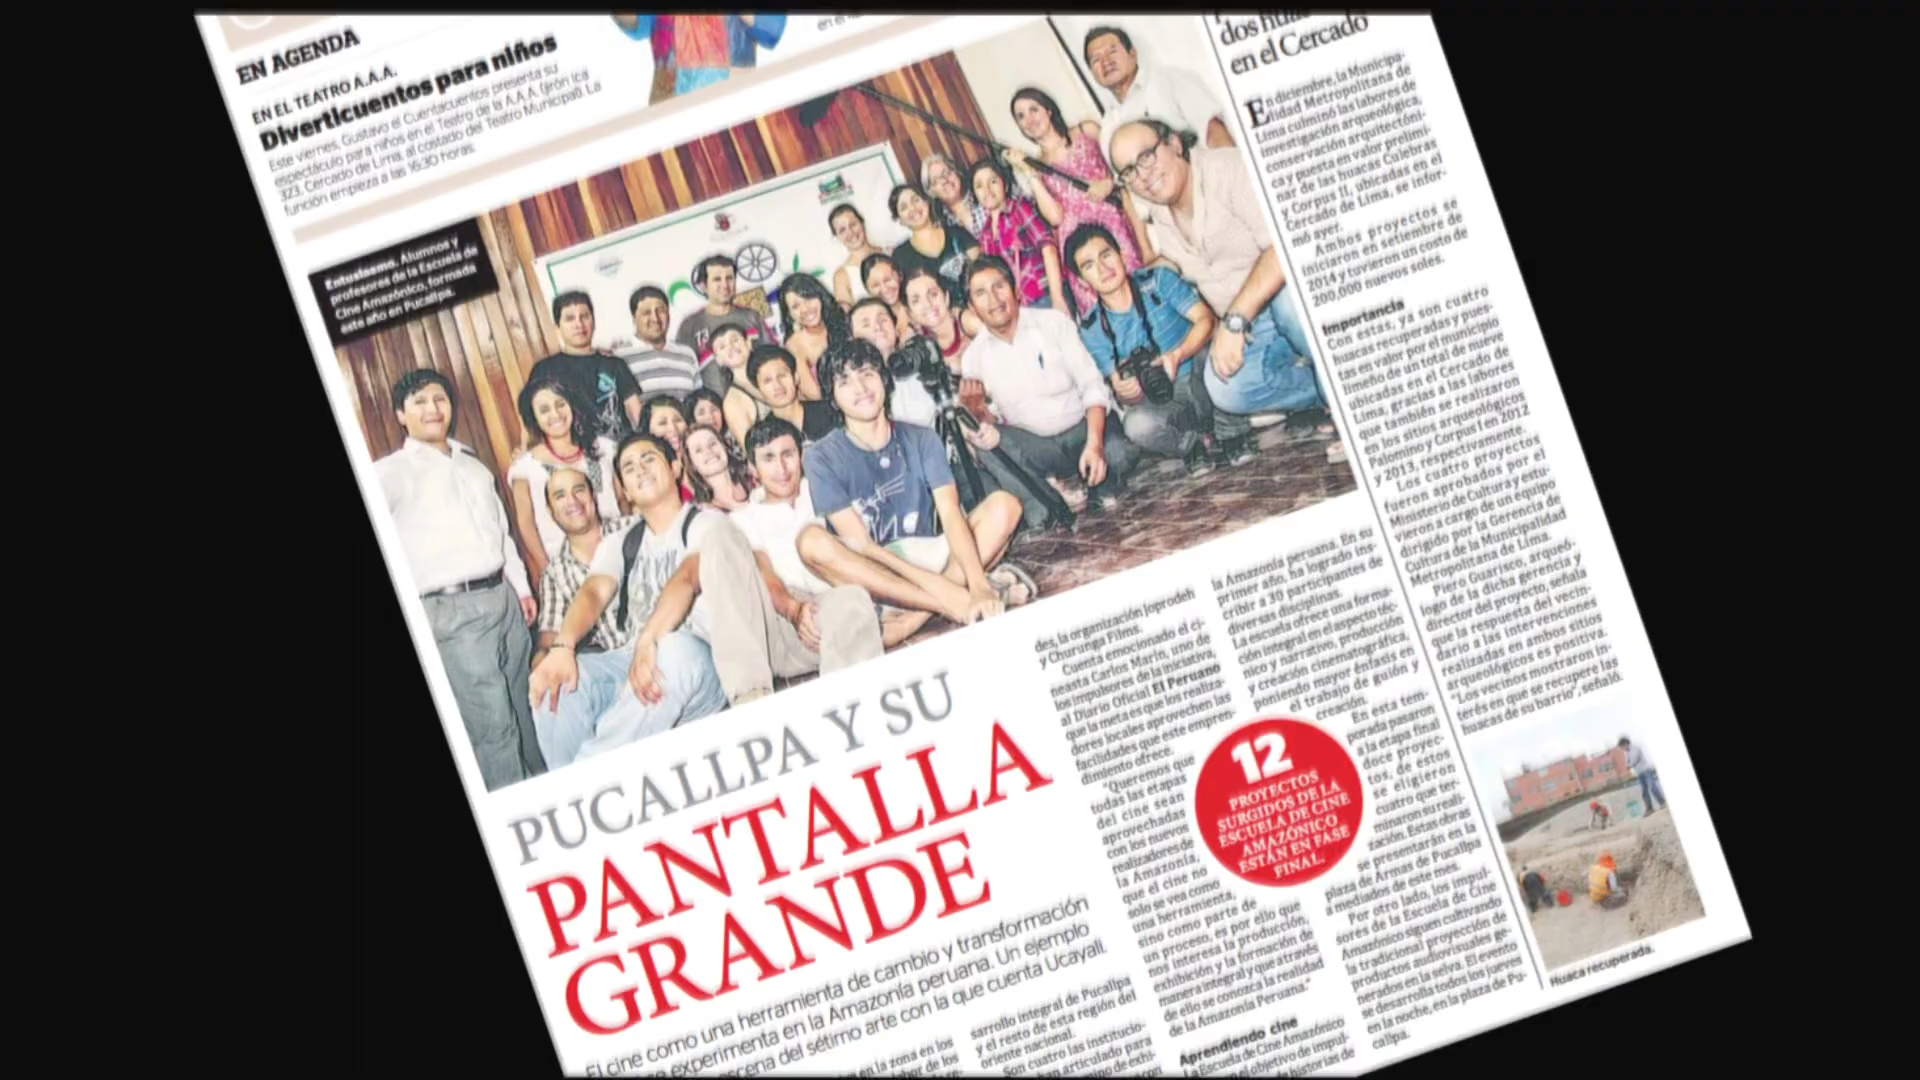 EN AGENDA
EN EL TEATRO A.A.A.
Diverticuentos para niños
Este viernes, Gustavo el Cuentacuentos presenta su
espectáculo para niños en el Teatro de la A.A.A. (jirón Ica
323, Cercado de Lima, al costado del Teatro Municipal). La
función empieza a las 16:30 horas.
Entusiasmo. Alumnos y
profesores de la Escuela de
Cine Amazónico, formada
este año en Pucallpa.
PUCALLPA Y SU
PANTALLA
GRANDE
El cine como una herramienta de cambio y transformación
se experimenta en la Amazonía peruana. Un ejemplo
escena del sétimo arte con la que cuenta Ucayali.
en la zona en los
sarrollo integral de Pucallpa
y el resto de esta región del
oriente nacional.
Son cuatro las institucio-
han articulado para
des, la organización Joprodeh
y Churunga Films.
Cuenta emocionado el ci-
neasta Carlos Marín, uno de
los impulsores de la iniciativa,
al Diario Oficial El Peruano
que la meta es que los realiza-
dores locales aprovechen las
facilidades que este empren-
dimiento ofrece.
"Queremos que
todas las etapas
del cine sean
aprovechadas
con los nuevos
realizadores de
la Amazonía,
que el cine no
solo se vea como
una herramienta,
sino como parte de
un proceso, es por ello que
nos interesa la producción,
exhibición y la formación de
manera integral y que através
de ello se conozca la realidad
de la Amazonía Peruana."
Aprendiendo cine
La Escuela de Cine Amazónico
el objetivo de impul-
de historias de
la Amazonía peruana. En su
primer año, ha logrado ins-
cribir a 30 participantes de
diversas disciplinas.
La escuela ofrece una forma-
ción integral en el aspecto téc-
nico y narrativo, producción
y creación cinematográfica,
poniendo mayor énfasis en
el trabajo de guión y
creación.
En esta tem-
porada pasaron
a la etapa final
doce proyec-
tos, de estos
se eligieron
cuatro que ter-
minaron su reali-
zación. Estas obras
se presentarán en la
plaza de Armas de Pucallpa
a mediados de este mes.
Por otro lado, los impul-
sores de la Escuela de Cine
Amazónico siguen cultivando
la tradicional proyección de
productos audiovisuales ge-
nerados en la selva. El evento
se desarrolla todos los jueves
en la noche, en la plaza de Pu-
callpa.
12
PROYECTOS
SURGIDOS DE LA
ESCUELA DE CINE
AMAZÓNICO
ESTÁN EN FASE
FINAL.
en el Cercado
En diciembre, la Municipa-
lidad Metropolitana de
Lima culminó las labores de
investigación arqueológica,
conservación arquitectóni-
ca y puesta en valor prelimi-
nar de las huacas Culebras
y Corpus II, ubicadas en el
Cercado de Lima, se infor-
mó ayer.
Ambos proyectos se
iniciaron en setiembre de
2014 y tuvieron un costo de
200,000 nuevos soles.
Importancia
Con estas, ya son cuatro
huacas recuperadas y pues-
tas en valor por el municipio
limeño de un total de nueve
ubicadas en el Cercado de
Lima, gracias a las labores
que también se realizaron
en los sitios arqueológicos
Palomino y Corpus I en 2012
y 2013, respectivamente.
Los cuatro proyectos
fueron aprobados por el
Ministerio de Cultura y estu-
vieron a cargo de un equipo
dirigido por la Gerencia de
Cultura de la Municipalidad
Metropolitana de Lima.
Piero Guarisco, arqueó-
logo de la dicha gerencia y
director del proyecto, señala
que la respuesta del vecin-
dario a las intervenciones
realizadas en ambos sitios
arqueológicos es positiva.
"Los vecinos mostraron in-
terés en que se recupere las
huacas de su barrio", señaló.
Huaca recuperada.